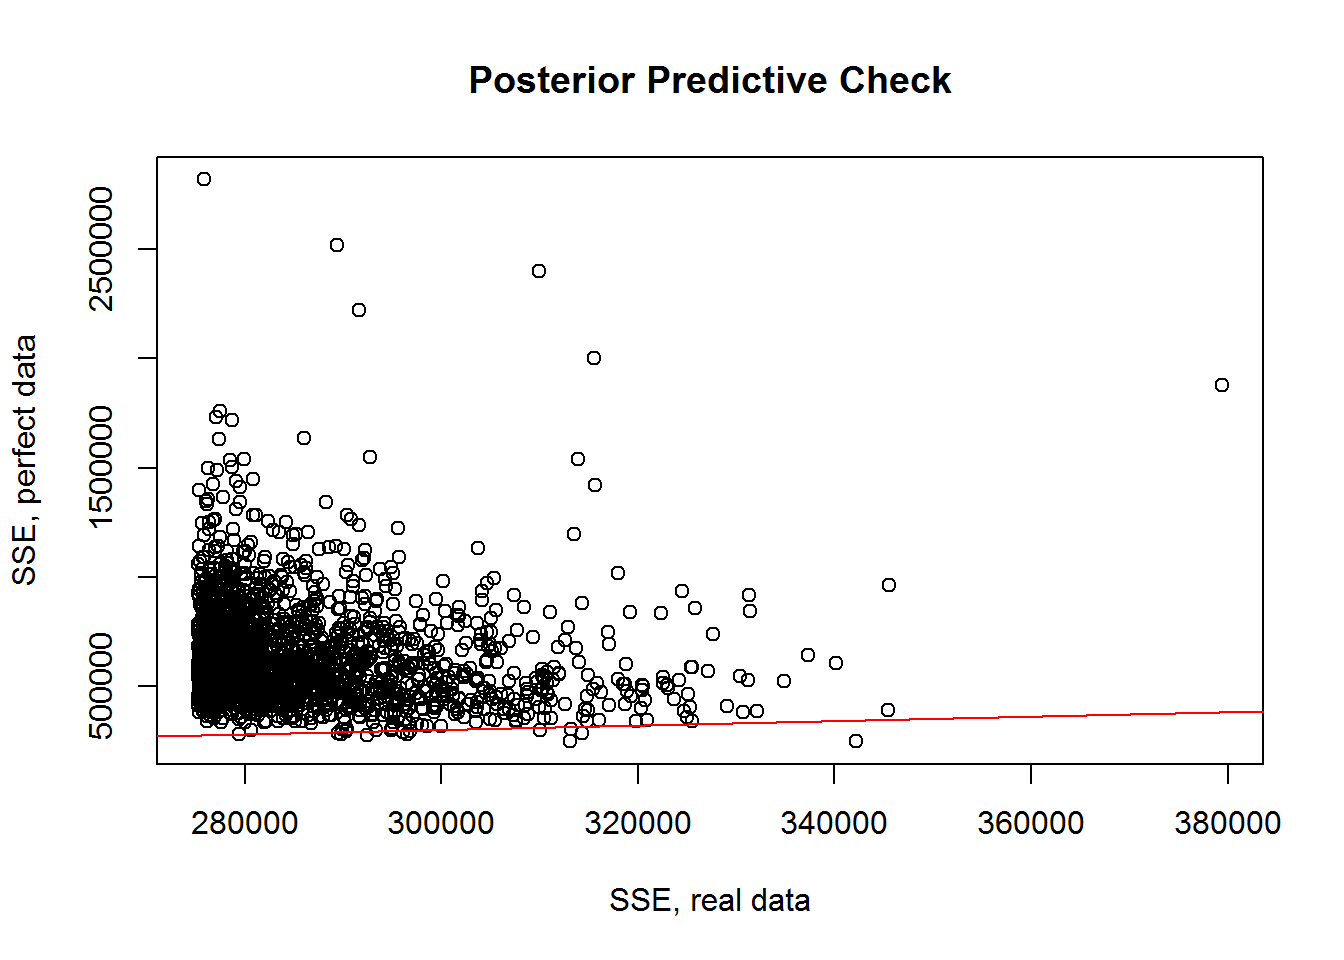 Posterior Predictive Check
SSE, perfect data
2500000
1500000
500000
280000 300000 320000 340000 360000 380000
SSE, real data